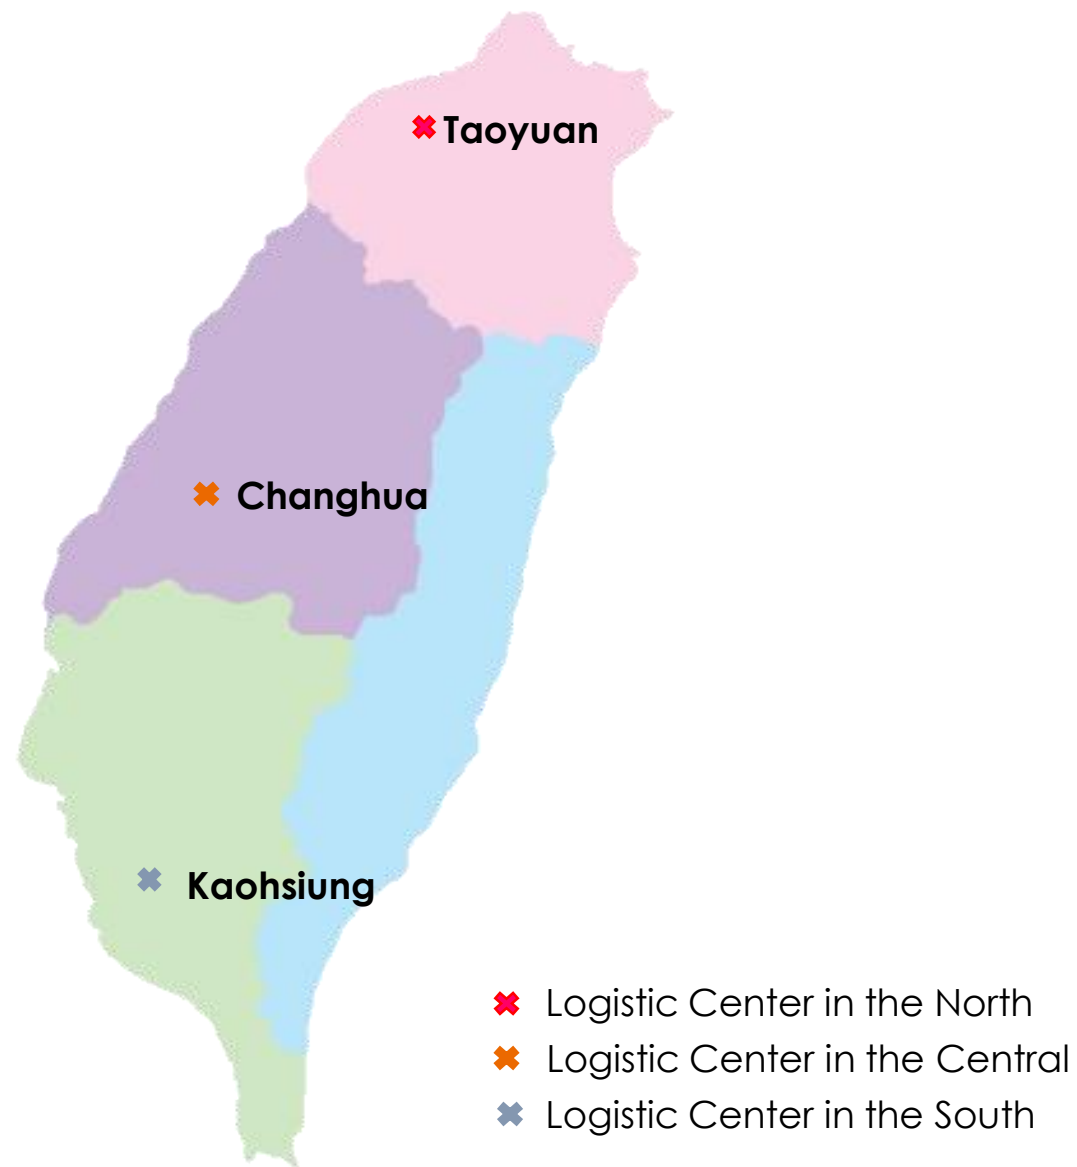 Taoyuan
Changhua
Kaohsiung
Logistic Center in the North
Logistic Center in the Central
Logistic Center in the South